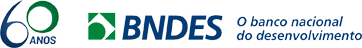 60 ANOS
BNDES
O banco nacional
do desenvolvimento